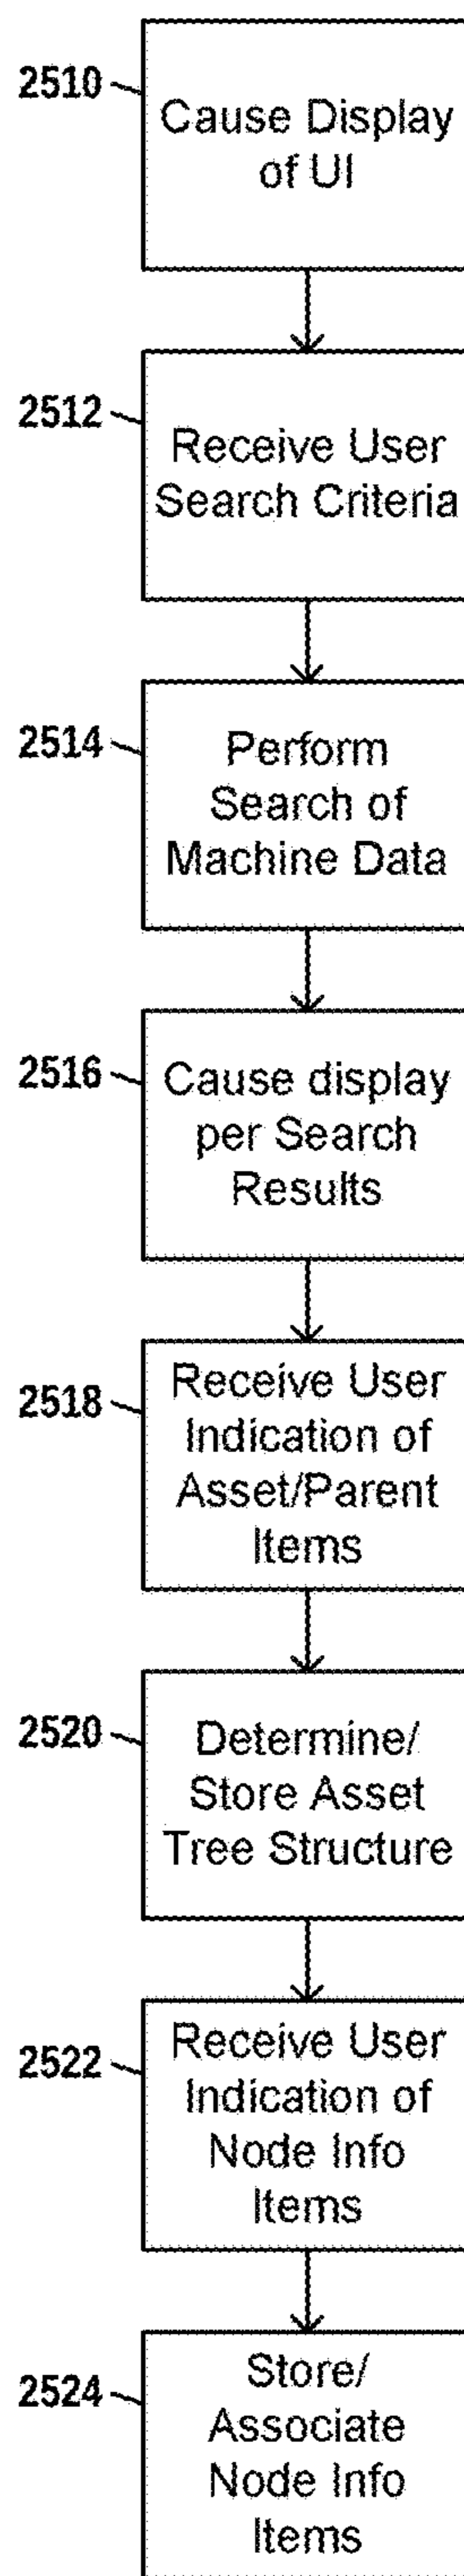 2510
Cause Display
of UI
2512
Receive User
Search Criteria
2514
Perform
Search of
Machine Data
2516
Cause display
per Search
Results
2518
Receive User
Indication of
Asset/Parent
Items
2520
Determine/
Store Asset
Tree Structure
2522
Receive User
Indication of
Node Info
Items
2524
Store/
Associate
Node Info
Items